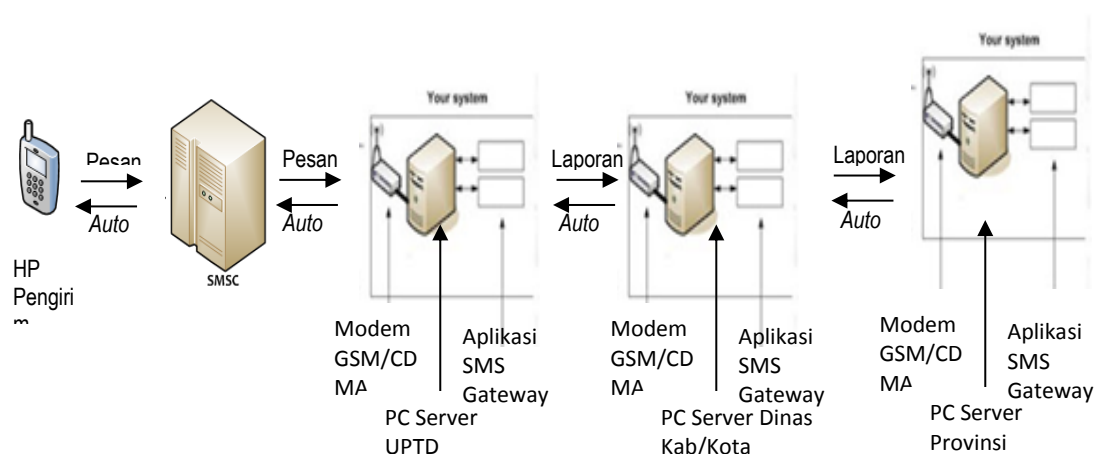 Your system
Your system
Your system
Pesan
Auto
Pesan
Auto
Laporan
Auto
Laporan
Auto
HP
Pengiri
m
SMSC
Modem
GSM/CD
MA
Aplikasi
SMS
Gateway
PC Server
UPTD
Modem
GSM/CD
MA
Aplikasi
SMS
Gateway
PC Server Dinas
Kab/Kota
Modem
GSM/CD
MA
Aplikasi
SMS
Gateway
PC Server
Provinsi